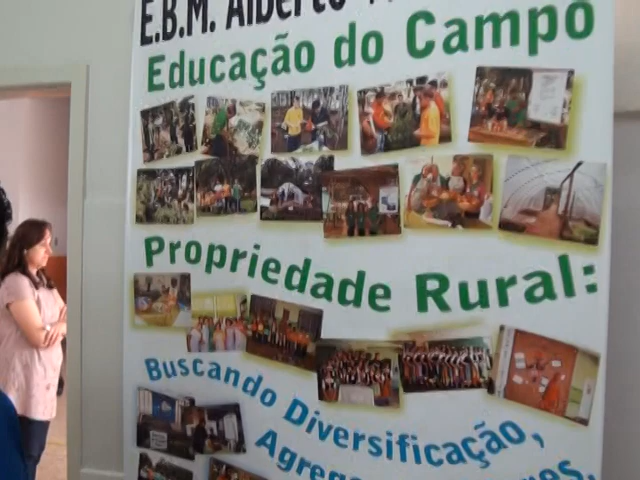 E.B.M. Alberto
Educação do Campo
Propriedade Rural:
Buscando Diversificação,